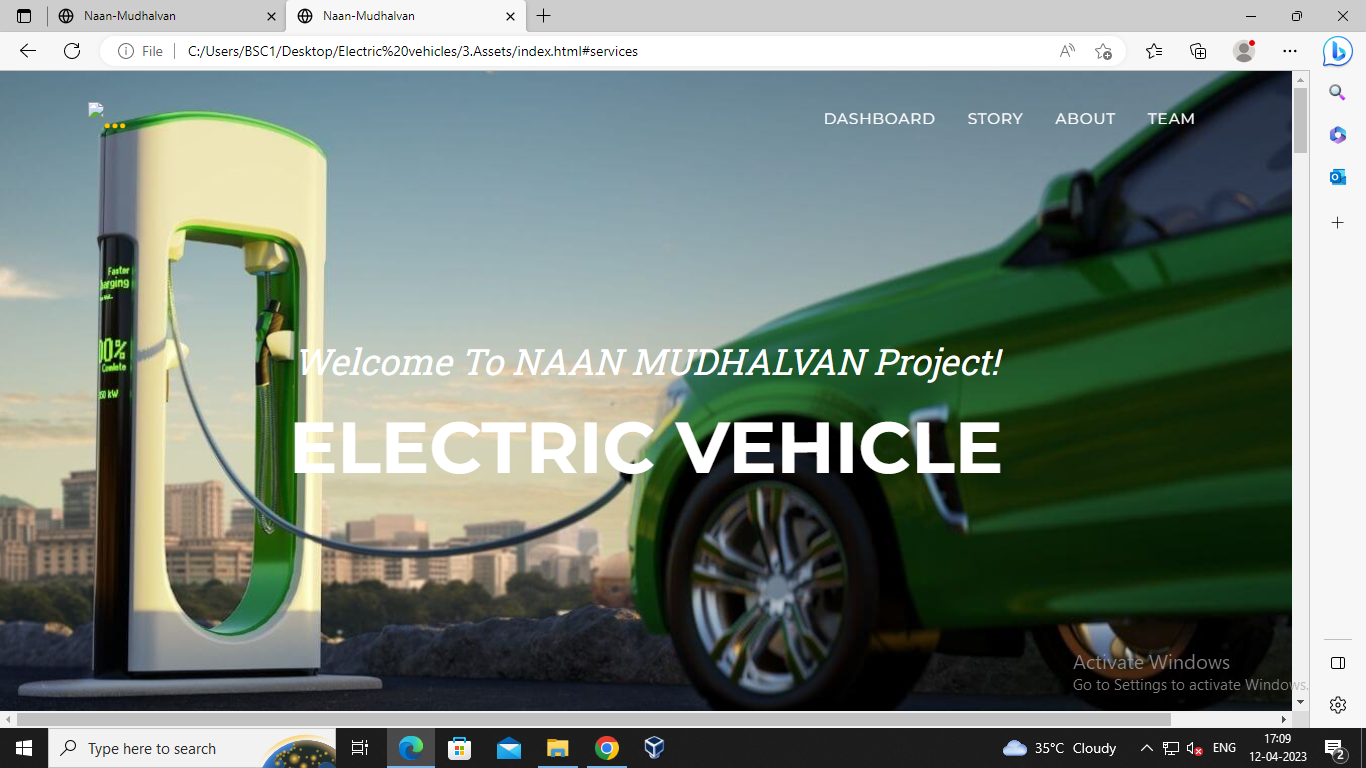 Naan-Mudhalvan
Naan-Mudhalvan
File
C:/Users/BSC1/Desktop/Electric%20vehicles/3.Assets/index.html#services
DASHBOARD STORY ABOUT TEAM
Faster
harging
00%
350 kW
Welcome To NAAN MUDHALVAN Project!
ELECTRIC VEHICLE
Activate Windows
Go to Settings to activate Windows.
Type here to search
35°C Cloudy
ENG
17:09
12-04-2023
2